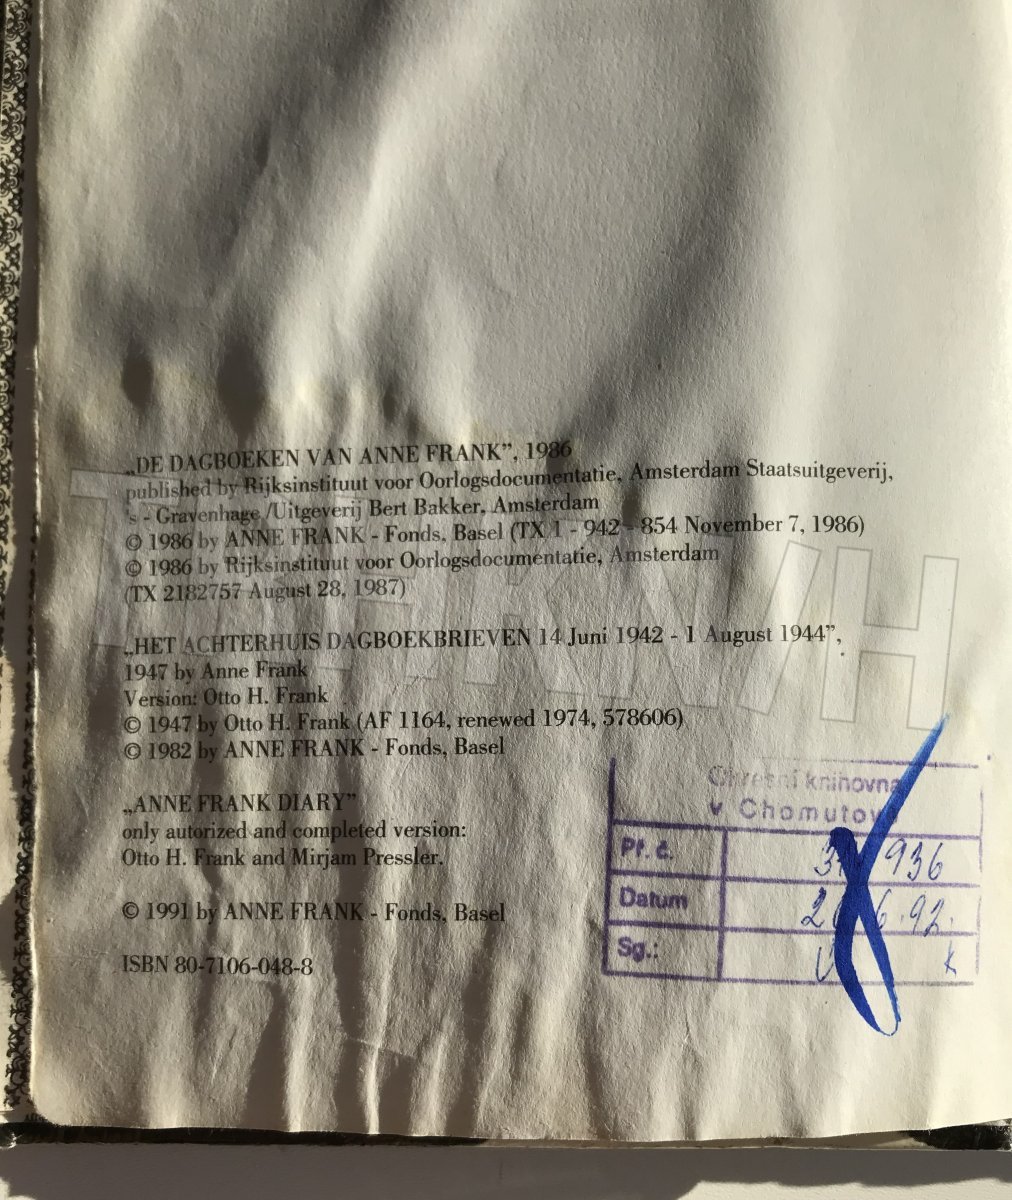 „DE DAGBOEKEN VAN ANNE FRANK”, 1986
published by Rijksinstituut voor Oorlogsdocumentatie, Amsterdam Staatsuitgeverij,
's - Gravenhage /Uitgeverij Bert Bakker, Amsterdam
© 1986 by ANNE FRANK - Fonds, Basel (TX 1 - 942 - 854 November 7, 1986)
© 1986 by Rijksinstituut voor Oorlogsdocumentatie, Amsterdam
(TX 2182757 August 28, 1987)
„HET ACHTERHUIS DAGBOEKBRIEVEN 14 Juni 1942 - 1 August 1944”,
1947 by Anne Frank
Version: Otto H. Frank
© 1947 by Otto H. Frank (AF 1164, renewed 1974, 578606)
© 1982 by ANNE FRANK - Fonds, Basel
„ANNE FRANK DIARY”
only autorized and completed version:
Otto H. Frank and Mirjam Pressler.
© 1991 by ANNE FRANK - Fonds, Basel
ISBN 80-7106-048-8
Okresní knihovna
v Chomutov
Př. č. 936
Datum 6.92.
Sg.: k